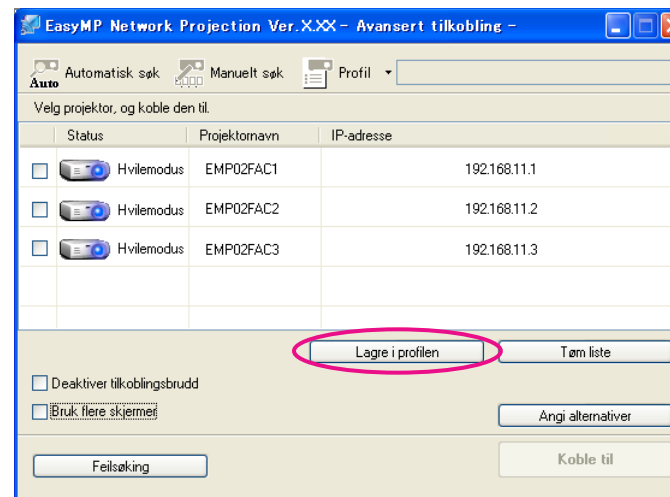 EasyMP Network Projection Ver.X.XX - Avansert tilkobling -
Auto Automatisk søk Manuelt søk Profil
Velg projektor, og koble den til.
Status Projektornavn IP-adresse
Hvilemodus EMP02FAC1 192.168.11.1
Hvilemodus EMP02FAC2 192.168.11.2
Hvilemodus EMP02FAC3 192.168.11.3
Lagre i profilen Tøm liste
Deaktiver tilkoblingsbrudd
Bruk flere skjermer
Angi alternativer
Feilsøking Koble til